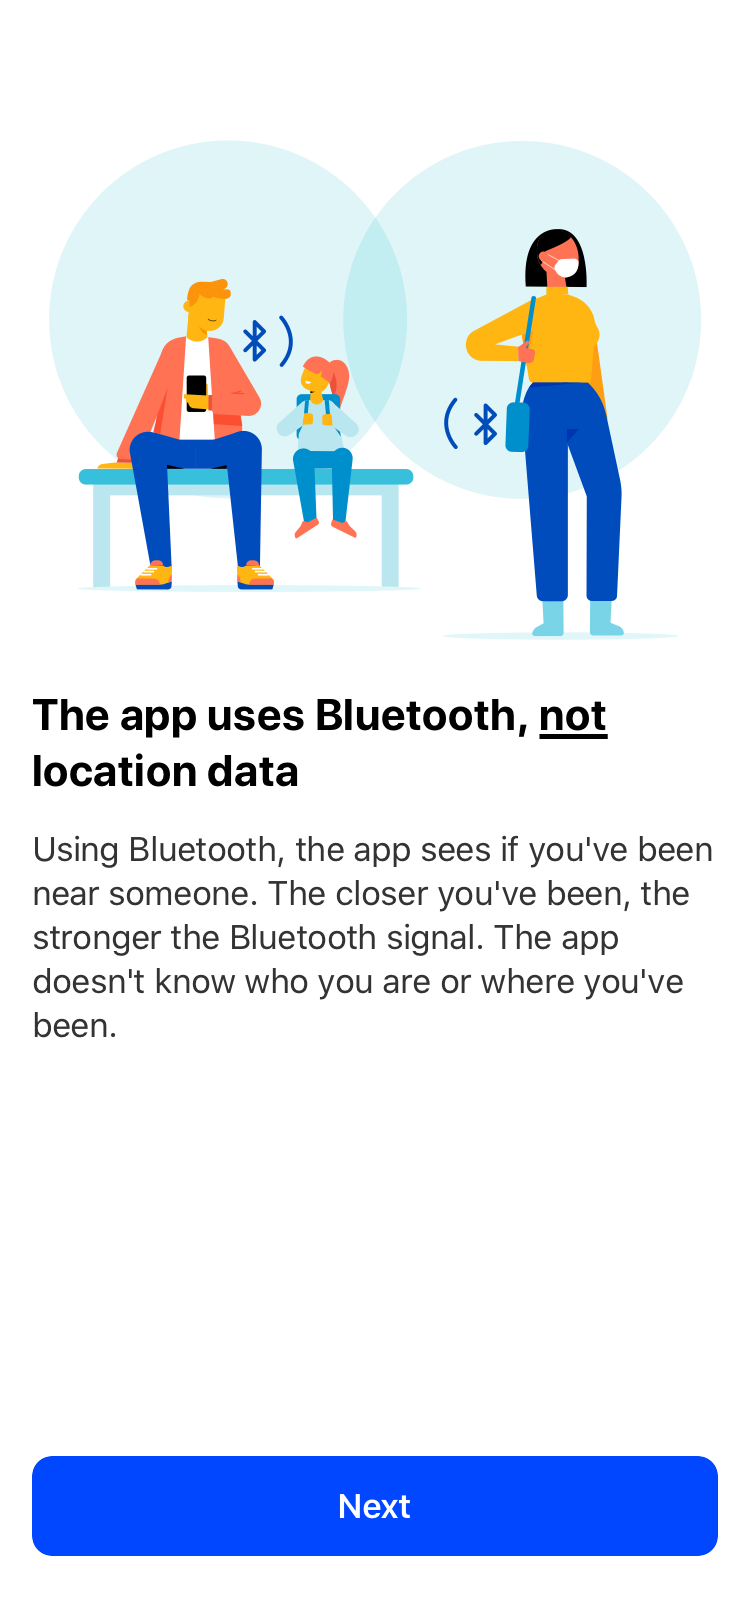 The app uses Bluetooth, not
location data
Using Bluetooth, the app sees if you've been
near someone. The closer you've been, the
stronger the Bluetooth signal. The app
doesn't know who you are or where you've
been.
Next